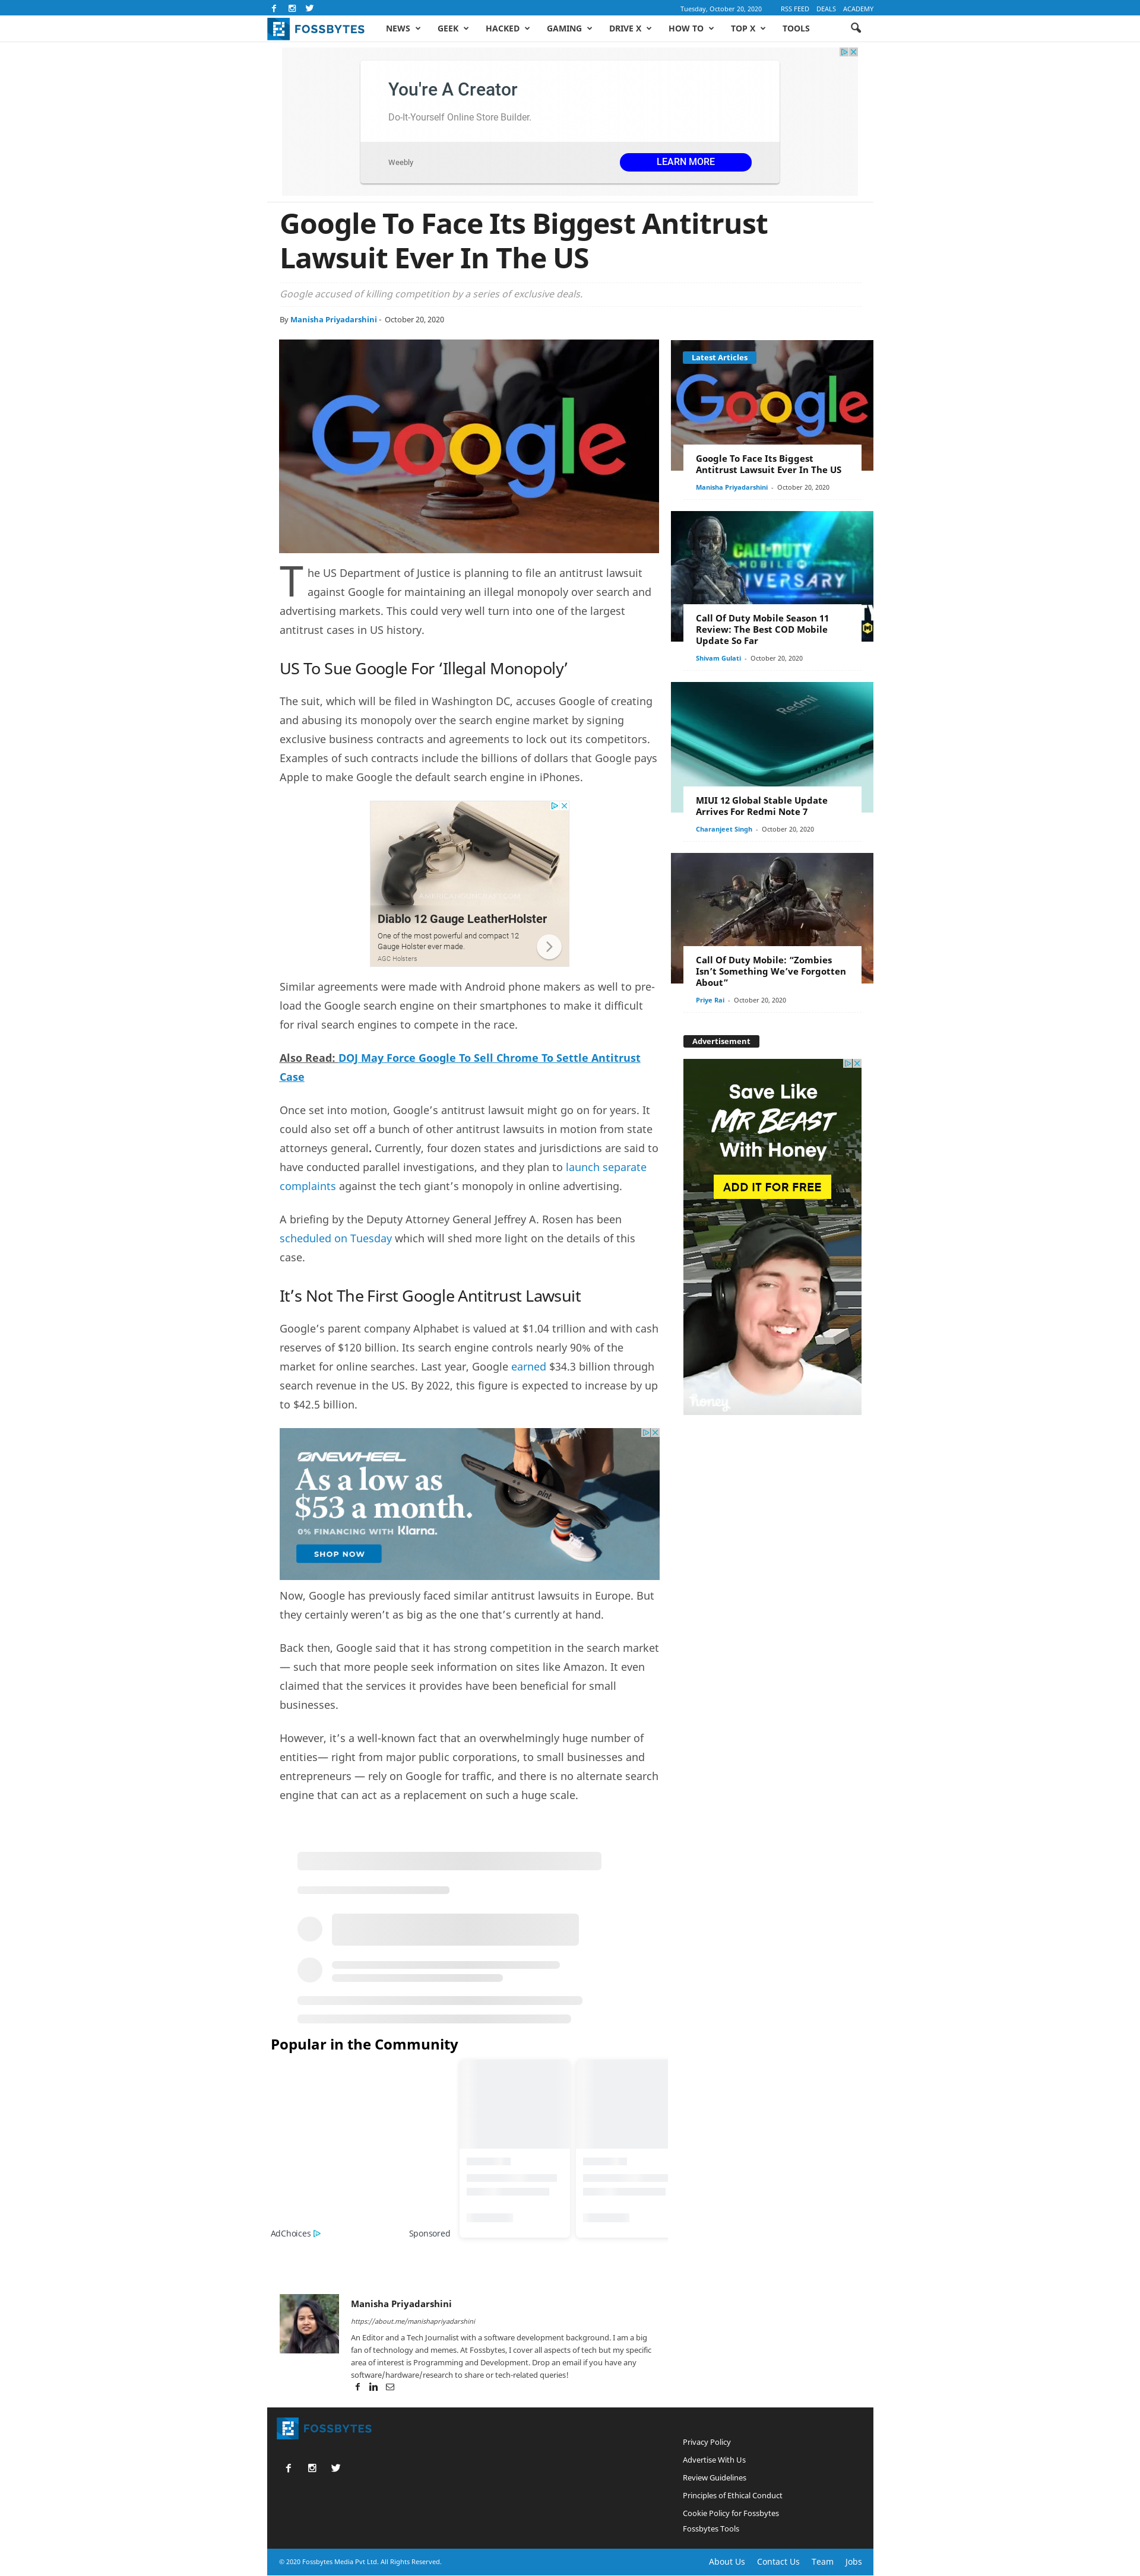 Tuesday, October 20, 2020
RSS FEED DEALS ACADEMY
FOSSBYTES
NEWS GEEK HACKED GAMING DRIVE X HOW TO TOP X TOOLS
You're A Creator
Do-It-Yourself Online Store Builder.
Weebly
LEARN MORE
Google To Face Its Biggest Antitrust
Lawsuit Ever In The US
Google accused of killing competition by a series of exclusive deals.
By Manisha Priyadarshini - October 20, 2020
Google
The US Department of Justice is planning to file an antitrust lawsuit
against Google for maintaining an illegal monopoly over search and
advertising markets. This could very well turn into one of the largest
antitrust cases in US history.
US To Sue Google For ‘Illegal Monopoly’
The suit, which will be filed in Washington DC, accuses Google of creating
and abusing its monopoly over the search engine market by signing
exclusive business contracts and agreements to lock out its competitors.
Examples of such contracts include the billions of dollars that Google pays
Apple to make Google the default search engine in iPhones.
Diablo 12 Gauge LeatherHolster
One of the most powerful and compact 12
Gauge Holster ever made.
AGC Holsters
Similar agreements were made with Android phone makers as well to pre-
load the Google search engine on their smartphones to make it difficult
for rival search engines to compete in the race.
Also Read: DOJ May Force Google To Sell Chrome To Settle Antitrust
Case
Once set into motion, Google’s antitrust lawsuit might go on for years. It
could also set off a bunch of other antitrust lawsuits in motion from state
attorneys general. Currently, four dozen states and jurisdictions are said to
have conducted parallel investigations, and they plan to launch separate
complaints against the tech giant’s monopoly in online advertising.
A briefing by the Deputy Attorney General Jeffrey A. Rosen has been
scheduled on Tuesday which will shed more light on the details of this
case.
It’s Not The First Google Antitrust Lawsuit
Google’s parent company Alphabet is valued at $1.04 trillion and with cash
reserves of $120 billion. Its search engine controls nearly 90% of the
market for online searches. Last year, Google earned $34.3 billion through
search revenue in the US. By 2022, this figure is expected to increase by up
to $42.5 billion.
ONEWHEEL
As a low as
$53 a month.
0% FINANCING WITH Klarna.
SHOP NOW
pint
Now, Google has previously faced similar antitrust lawsuits in Europe. But
they certainly weren’t as big as the one that’s currently at hand.
Back then, Google said that it has strong competition in the search market
— such that more people seek information on sites like Amazon. It even
claimed that the services it provides have been beneficial for small
businesses.
However, it’s a well-known fact that an overwhelmingly huge number of
entities— right from major public corporations, to small businesses and
entrepreneurs — rely on Google for traffic, and there is no alternate search
engine that can act as a replacement on such a huge scale.
Latest Articles
Google
Google To Face Its Biggest
Antitrust Lawsuit Ever In The US
Manisha Priyadarshini - October 20, 2020
CALL OF DUTY
MOBILE
Call Of Duty Mobile Season 11
Review: The Best COD Mobile
Update So Far
Shivam Gulati - October 20, 2020
Redmi
MIUI 12 Global Stable Update
Arrives For Redmi Note 7
Charanjeet Singh - October 20, 2020
Call Of Duty Mobile: “Zombies
Isn’t Something We’ve Forgotten
About”
Priye Rai - October 20, 2020
Advertisement
Save Like
MR BEAST
With Honey
ADD IT FOR FREE
honey
Popular in the Community
AdChoices
Sponsored
Manisha Priyadarshini
https://about.me/manishapriyadarshini
An Editor and a Tech Journalist with a software development background. I am a big
fan of technology and memes. At Fossbytes, I cover all aspects of tech but my specific
area of interest is Programming and Development. Drop an email if you have any
software/hardware/research to share or tech-related queries!
FOSSBYTES
Privacy Policy
Advertise With Us
Review Guidelines
Principles of Ethical Conduct
Cookie Policy for Fossbytes
Fossbytes Tools
© 2020 Fossbytes Media Pvt Ltd. All Rights Reserved.
About Us Contact Us Team Jobs